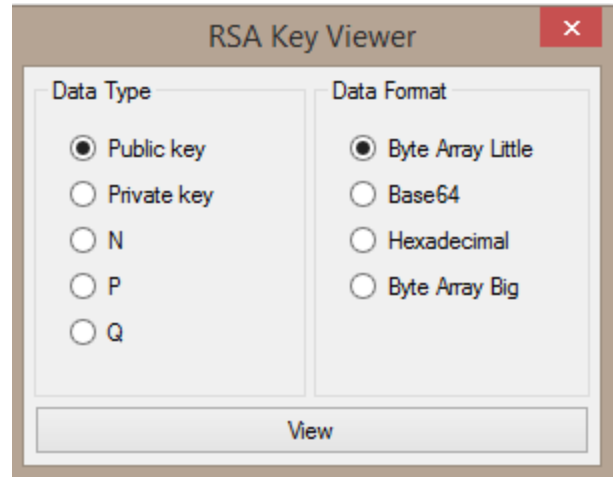 RSA Key Viewer
×
Data Type
Public key
Private key
N
P
Q
Data Format
Byte Array Little
Base64
Hexadecimal
Byte Array Big
View